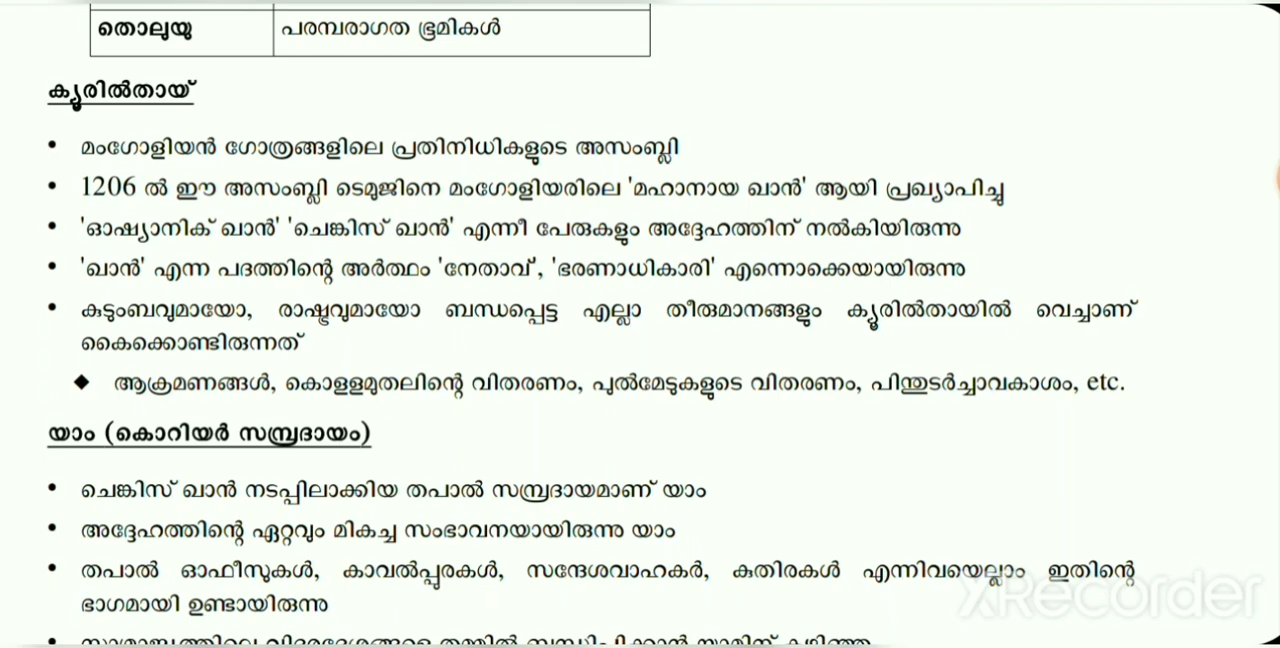 തൊലുയു പരമ്പരാഗത ഭൂമികൾ
ക്യൂരിൽതായ്
• മംഗോളിയൻ ഗോത്രങ്ങളിലെ പ്രതിനിധികളുടെ അസംബ്ലി
• 1206 ൽ ഈ അസംബ്ലി ടെമുജിനെ മംഗോളിയരിലെ 'മഹാനായ ഖാൻ' ആയി പ്രഖ്യാപിച്ചു
• 'ഓഷ്യാനിക് ഖാൻ' 'ചെങ്കിസ് ഖാൻ' എന്നീ പേരുകളും അദ്ദേഹത്തിന് നൽകിയിരുന്നു
• 'ഖാൻ' എന്ന പദത്തിന്റെ അർത്ഥം 'നേതാവ്', 'ഭരണാധികാരി' എന്നൊക്കെയായിരുന്നു
• കുടുംബവുമായോ, രാഷ്ട്രവുമായോ ബന്ധപ്പെട്ട എല്ലാ തീരുമാനങ്ങളും ക്യൂരിൽതായിൽ വെച്ചാണ്
കൈക്കൊണ്ടിരുന്നത്
◆ ആക്രമണങ്ങൾ, കൊളളമുതലിന്റെ വിതരണം, പുൽമേടുകളുടെ വിതരണം, പിന്തുടർച്ചാവകാശം, etc.
യാം (കൊറിയർ സമ്പ്രദായം)
• ചെങ്കിസ് ഖാൻ നടപ്പിലാക്കിയ തപാൽ സമ്പ്രദായമാണ് യാം
• അദ്ദേഹത്തിന്റെ ഏറ്റവും മികച്ച സംഭാവനയായിരുന്നു യാം
• തപാൽ ഓഫീസുകൾ, കാവൽപ്പുരകൾ, സന്ദേശവാഹകർ, കുതിരകൾ എന്നിവയെല്ലാം ഇതിന്റെ
ഭാഗമായി ഉണ്ടായിരുന്നു
XRecorder